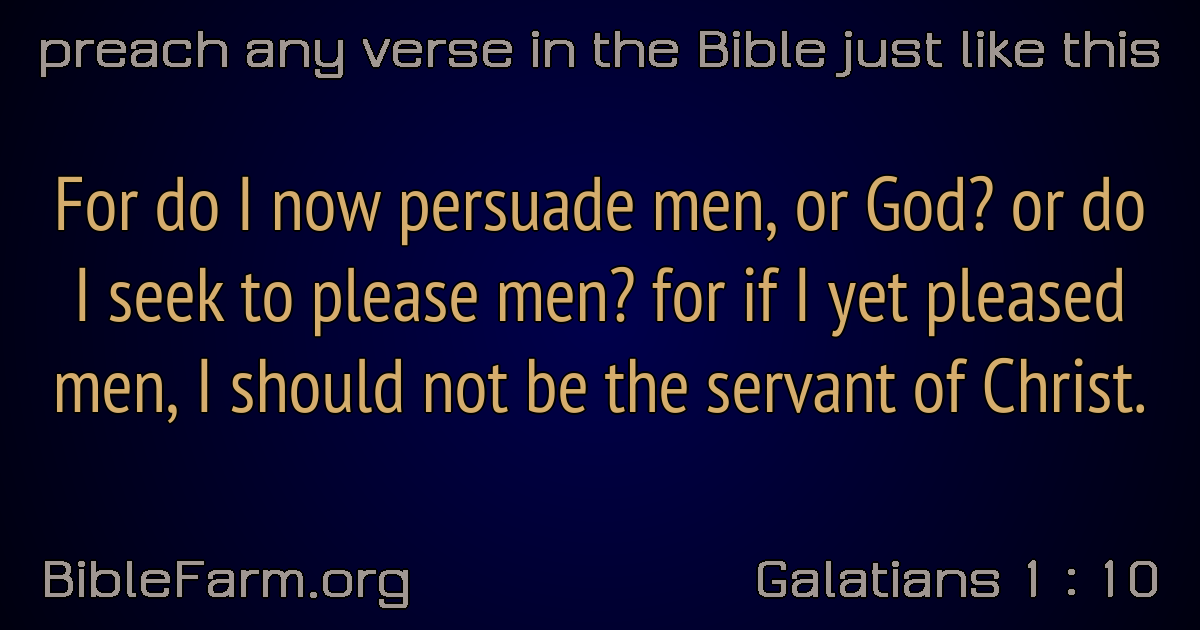 preach any verse in the Bible just like this
For do I now persuade men, or God? or do
I seek to please men? for if I yet pleased
men, I should not be the servant of Christ.
BibleFarm.org
Galatians 1 : 10